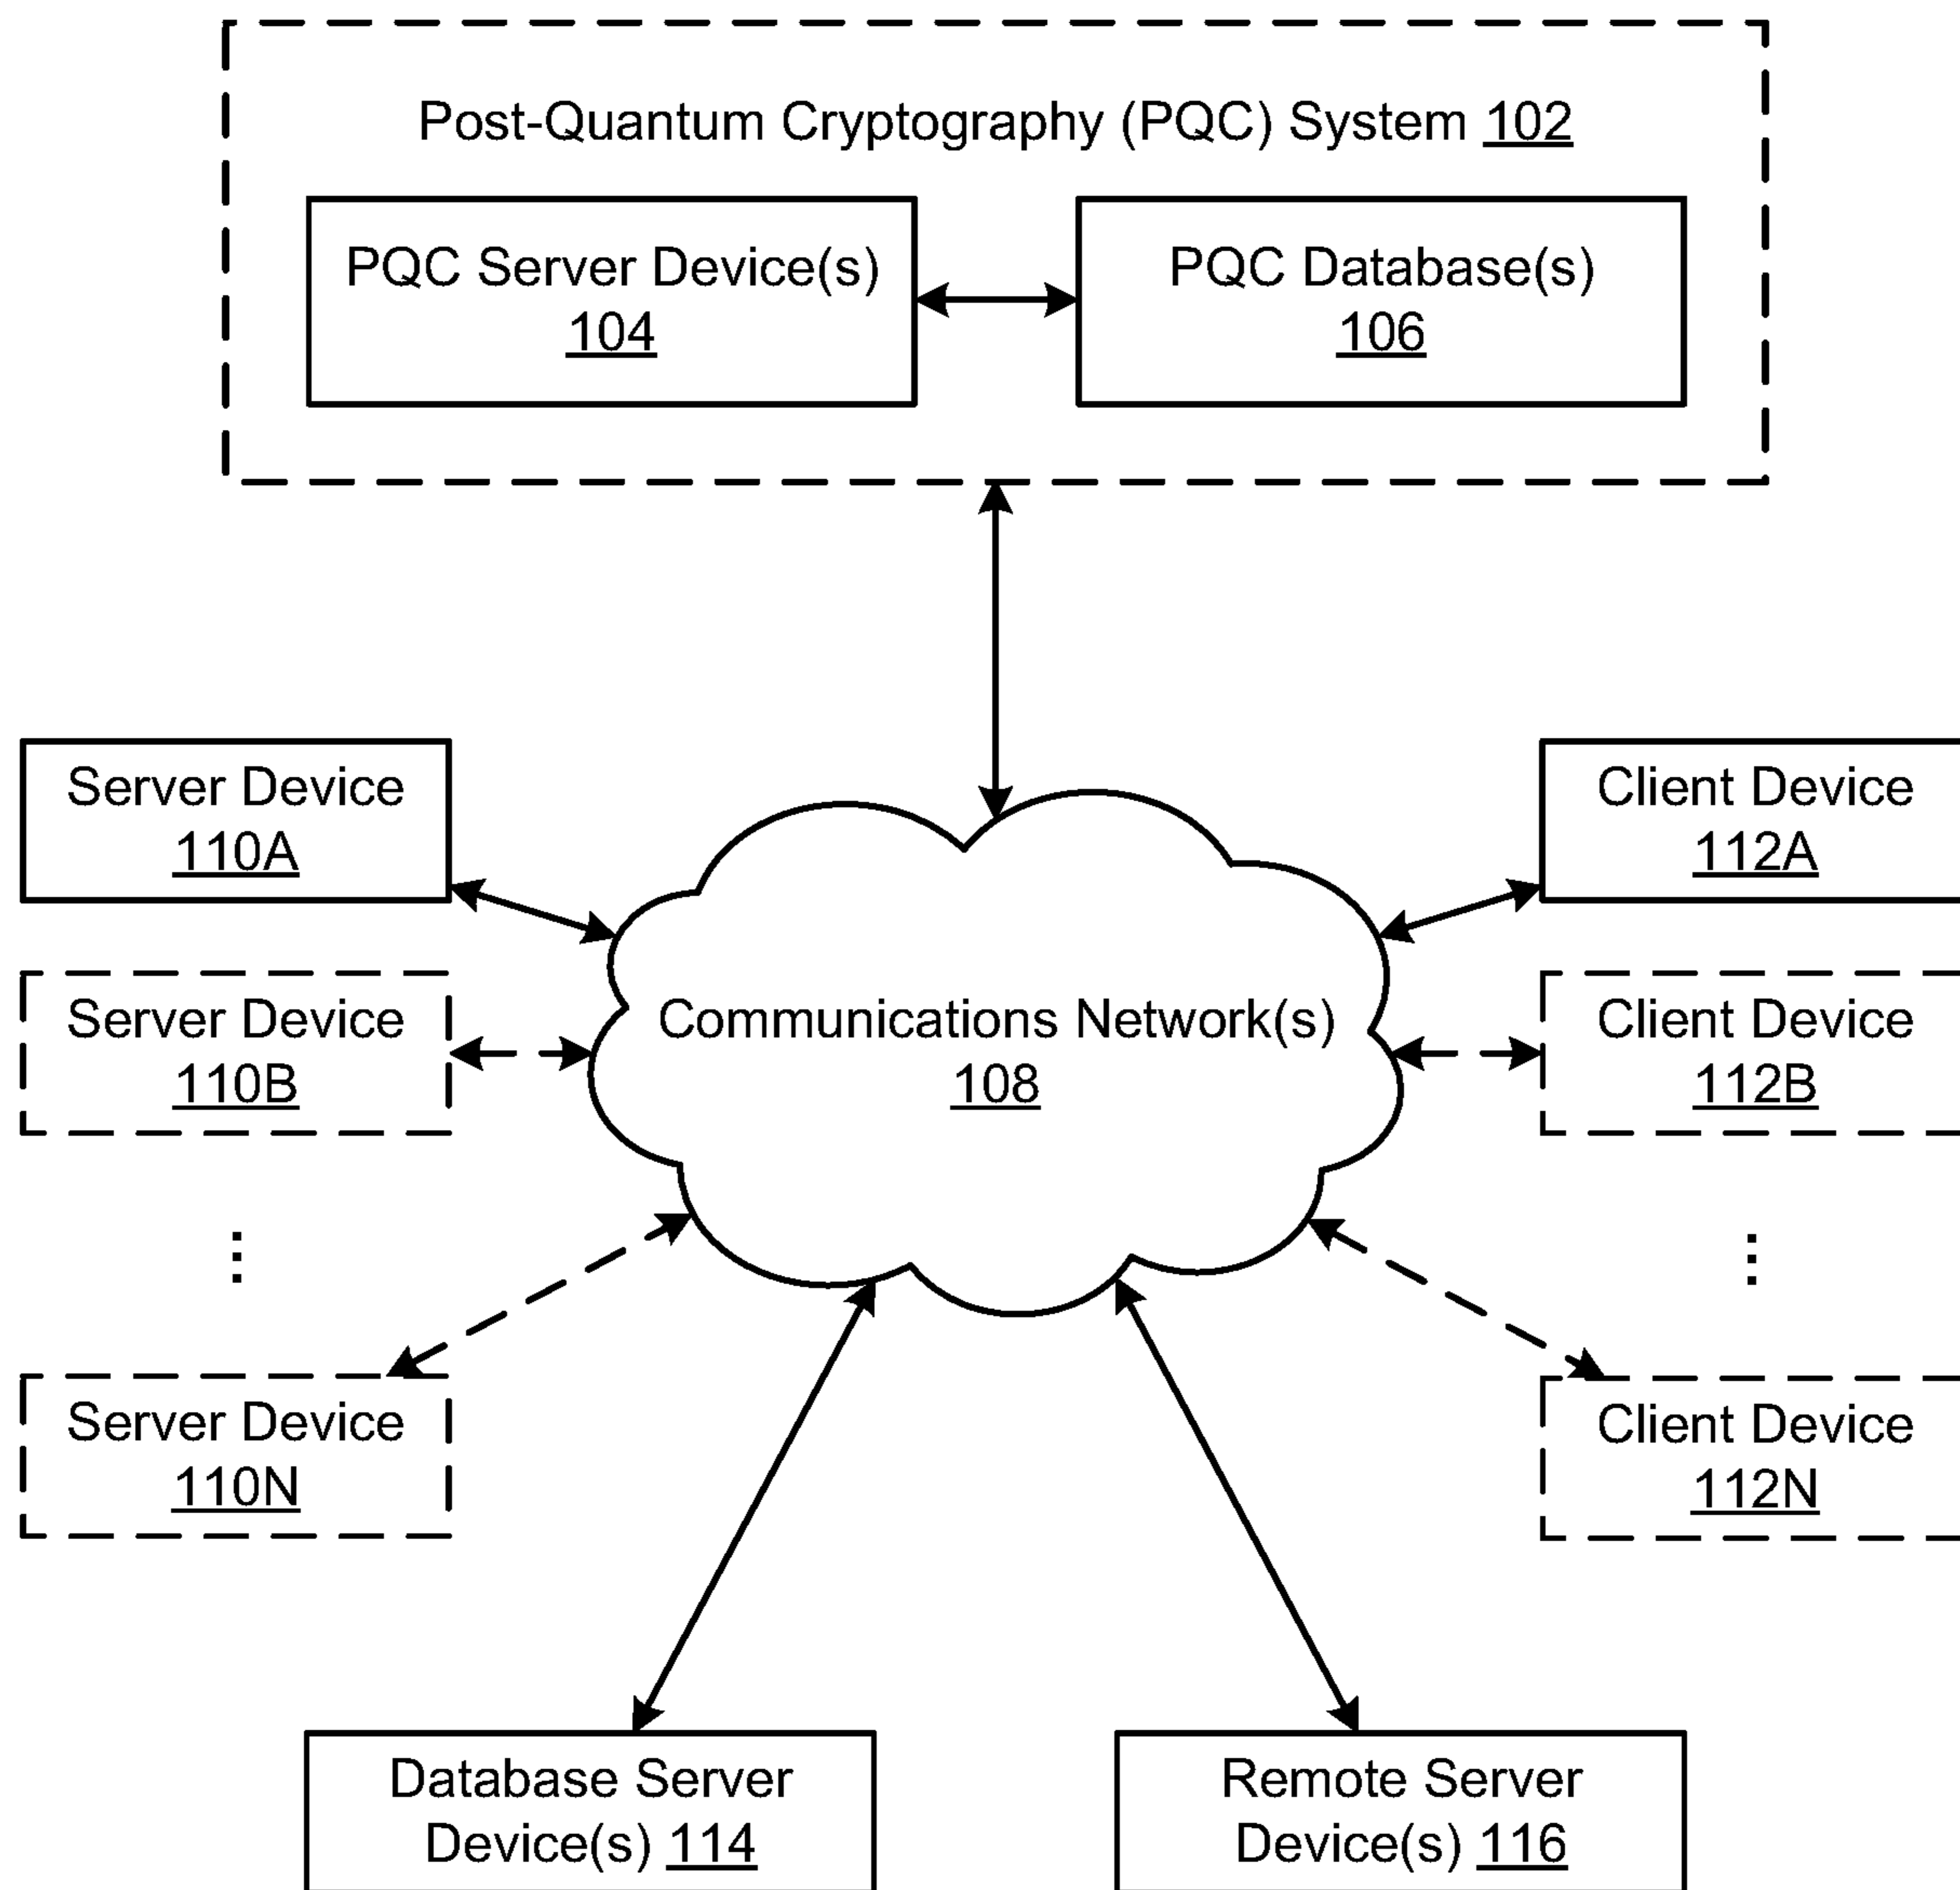 Post-Quantum Cryptography (PQC) System 102
PQC Server Device(s)
104
PQC Database(s)
106
Server Device
110A
Client Device
112A
Server Device
110B
Communications Network(s)
108
Client Device
112B
Server Device
110N
Client Device
112N
Database Server
Device(s) 114
Remote Server
Device(s) 116